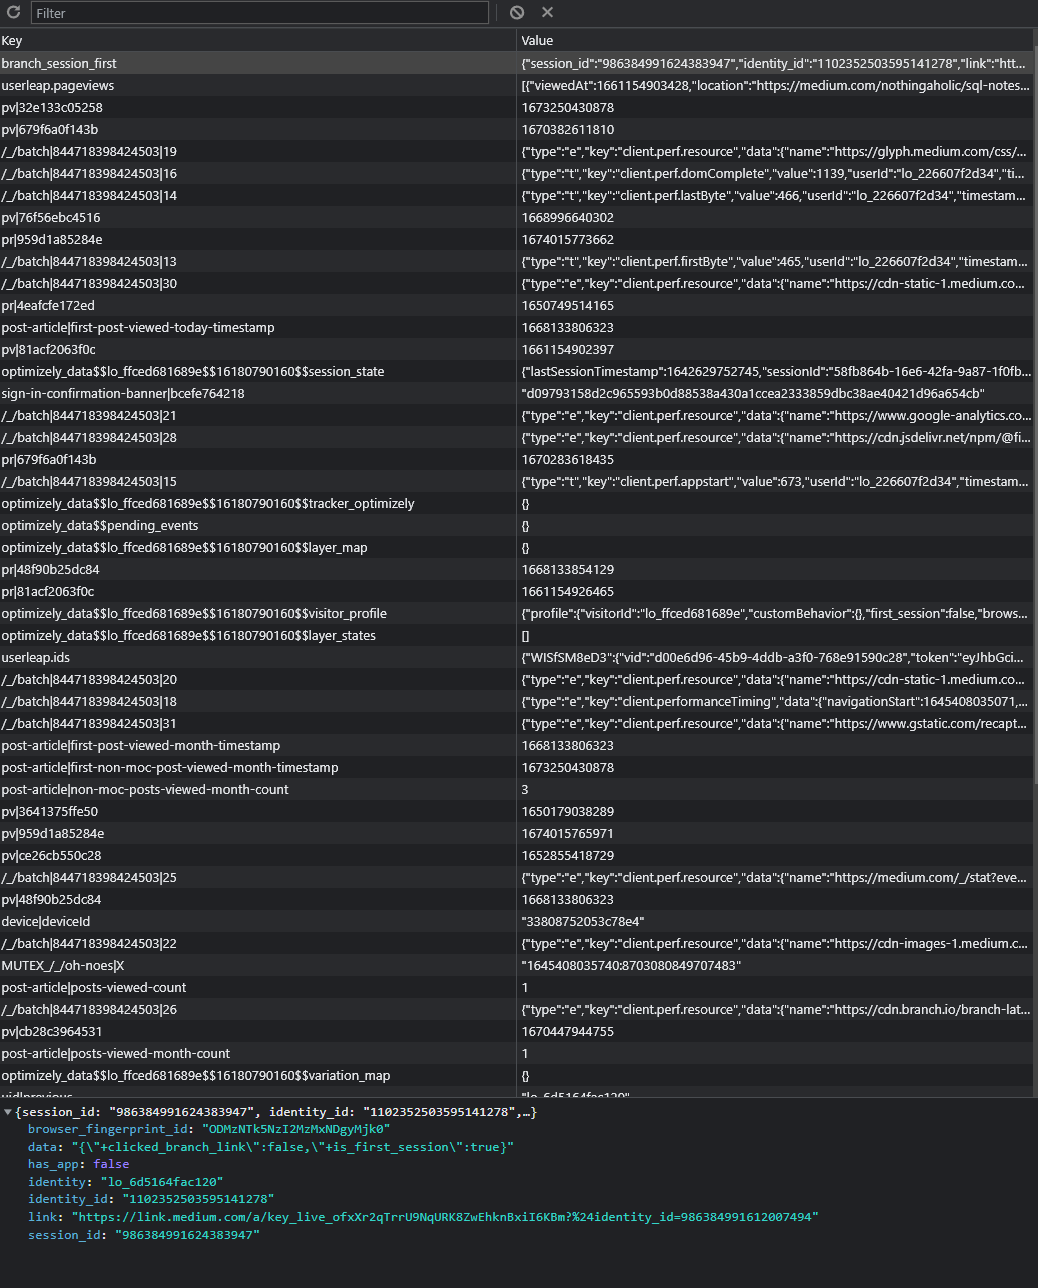 Filter
Key Value
branch_session_first {"session_id":"986384991624383947","identity_id":"1102352503595141278","link":"htt...
userleap.pageviews [{"viewedAt":1661154903428,"location":"https://medium.com/nothingaholic/sql-notes...
pv|32e133c05258 1673250430878
pv|679f6a0f143b 1670382611810
/_/batch|844718398424503|19 {"type":"e","key":"client.perf.resource","data":{"name":"https://glyph.medium.com/css/...
/_/batch|844718398424503|16 {"type":"t","key":"client.perf.domComplete","value":1139,"userId":"lo_226607f2d34","ti...
/_/batch|844718398424503|14 {"type":"t","key":"client.perf.lastByte","value":466,"userId":"lo_226607f2d34","timestam...
pv|76f56ebc4516 1668996640302
pr|959d1a85284e 1674015773662
/_/batch|844718398424503|13 {"type":"t","key":"client.perf.firstByte","value":465,"userId":"lo_226607f2d34","timestam...
/_/batch|844718398424503|30 {"type":"e","key":"client.perf.resource","data":{"name":"https://cdn-static-1.medium.co...
pr|4eafcfe172ed 1650749514165
post-article|first-post-viewed-today-timestamp 1668133806323
pv|81acf2063f0c 1661154902397
optimizely_data$$lo_ffced681689e$$16180790160$$session_state {"lastSessionTimestamp":1642629752745,"sessionId":"58fb864b-16e6-42fa-9a87-1f0fb...
sign-in-confirmation-banner|bcefe764218 "d09793158d2c965593b0d88538a430a1ccea2333859dbc38ae40421d96a654cb"
/_/batch|844718398424503|21 {"type":"e","key":"client.perf.resource","data":{"name":"https://www.google-analytics.co...
/_/batch|844718398424503|28 {"type":"e","key":"client.perf.resource","data":{"name":"https://cdn.jsdelivr.net/npm/@fi...
pr|679f6a0f143b 1670283618435
/_/batch|844718398424503|15 {"type":"t","key":"client.perf.appstart","value":673,"userId":"lo_226607f2d34","timestam...
optimizely_data$$lo_ffced681689e$$16180790160$$tracker_optimizely {}
optimizely_data$$pending_events {}
optimizely_data$$lo_ffced681689e$$16180790160$$layer_map {}
pr|48f90b25dc84 1668133854129
pr|81acf2063f0c 1661154926465
optimizely_data$$lo_ffced681689e$$16180790160$$visitor_profile {"profile":{"visitorId":"lo_ffced681689e","customBehavior":{},"first_session":false,"brows...
optimizely_data$$lo_ffced681689e$$16180790160$$layer_states []
userleap.ids {"WISfSM8eD3":{"vid":"d00e6d96-45b9-4ddb-a3f0-768e91590c28","token":"eyJhbGci...
/_/batch|844718398424503|20 {"type":"e","key":"client.perf.resource","data":{"name":"https://cdn-static-1.medium.co...
/_/batch|844718398424503|18 {"type":"e","key":"client.performanceTiming","data":{"navigationStart":1645408035071,...
/_/batch|844718398424503|31 {"type":"e","key":"client.perf.resource","data":{"name":"https://www.gstatic.com/recapt...
post-article|first-post-viewed-month-timestamp 1668133806323
post-article|first-non-moc-post-viewed-month-timestamp 1673250430878
post-article|non-moc-posts-viewed-month-count 3
pv|3641375ffe50 1650179038289
pv|959d1a85284e 1674015765971
pv|ce26cb550c28 1652855418729
/_/batch|844718398424503|25 {"type":"e","key":"client.perf.resource","data":{"name":"https://medium.com/_/stat?eve...
pv|48f90b25dc84 1668133806323
device|deviceId "33808752053c78e4"
/_/batch|844718398424503|22 {"type":"e","key":"client.perf.resource","data":{"name":"https://cdn-images-1.medium.c...
MUTEX_/_/oh-noes|X "1645408035740:8703080849707483"
post-article|posts-viewed-count 1
/_/batch|844718398424503|26 {"type":"e","key":"client.perf.resource","data":{"name":"https://cdn.branch.io/branch-lat...
pv|cb28c3964531 1670447944755
post-article|posts-viewed-month-count 1
optimizely_data$$lo_ffced681689e$$16180790160$$variation_map {}
uid|previous "lo_6d5164fac120"
{session_id: "986384991624383947", identity_id: "1102352503595141278",…}
browser_fingerprint_id: "ODMzNTk5NzI2MzMxNDgyMjk0"
data: "{\"+clicked_branch_link\":false,\"+is_first_session\":true}"
has_app: false
identity: "lo_6d5164fac120"
identity_id: "1102352503595141278"
link: "https://link.medium.com/a/key_live_ofxXr2qTrrU9NqURK8ZwEhknBxiI6KBm?%24identity_id=986384991612007494"
session_id: "986384991624383947"